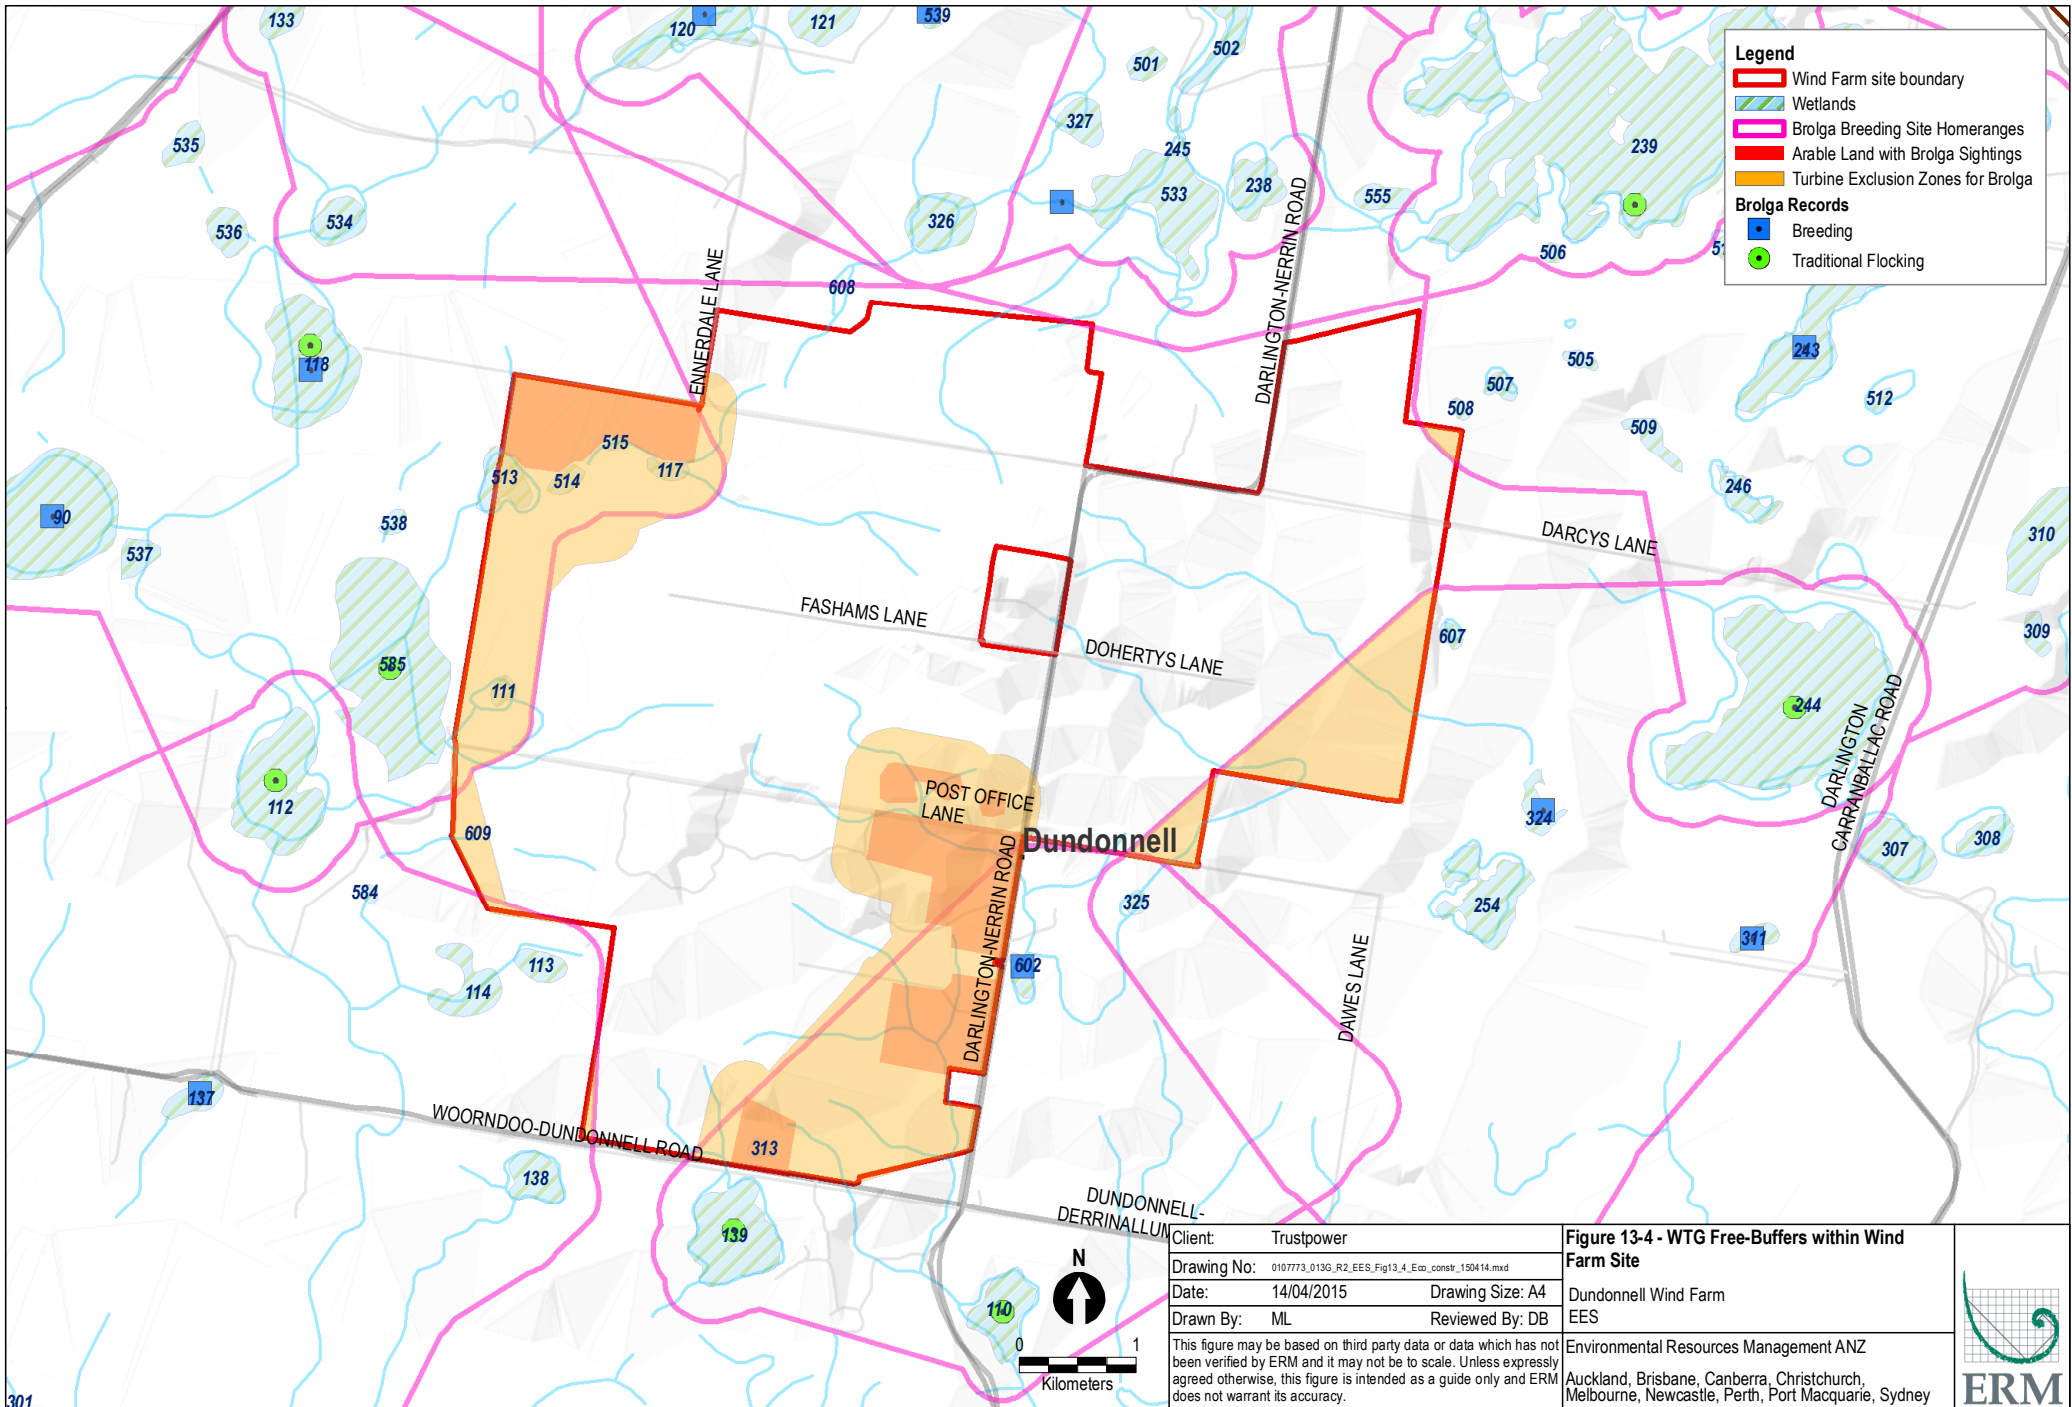 133
120
121
539
501
502
327
245
239
535
534
536
326
533
238
555
506
Legend
Wind Farm site boundary
Wetlands
Brolga Breeding Site Homeranges
Arable Land with Brolga Sightings
Turbine Exclusion Zones for Brolga
Brolga Records
Breeding
Traditional Flocking
ENNERDALE LANE
608
DARLINGTON-NERRIN ROAD
118
505
243
507
508
512
509
515
513
514
117
246
90
538
537
DARCYS LANE
310
FASHAMS LANE
DOHERTYS LANE
607
309
585
111
244
DARLINGTON
CARRANBALLAC ROAD
112
POST OFFICE
LANE
Dundonnell
609
324
307
308
DARLINGTON-NERRIN ROAD
584
325
254
311
113
114
602
DAWES LANE
137
WOORNDOO-DUNDONNELL ROAD
313
138
139
DUNDONNELL-
DERRINALLUM
110
301
N
0 1
Kilometers
Client: Trustpower
Drawing No: 0107773_013G_R2_EES_Fig13_4_Eco_constr_150414.mxd
Date: 14/04/2015 Drawing Size: A4
Drawn By: ML Reviewed By: DB
This figure may be based on third party data or data which has not
been verified by ERM and it may not be to scale. Unless expressly
agreed otherwise, this figure is intended as a guide only and ERM
does not warrant its accuracy.
Figure 13-4 - WTG Free-Buffers within Wind
Farm Site
Dundonnell Wind Farm
EES
Environmental Resources Management ANZ
Auckland, Brisbane, Canberra, Christchurch,
Melbourne, Newcastle, Perth, Port Macquarie, Sydney
ERM